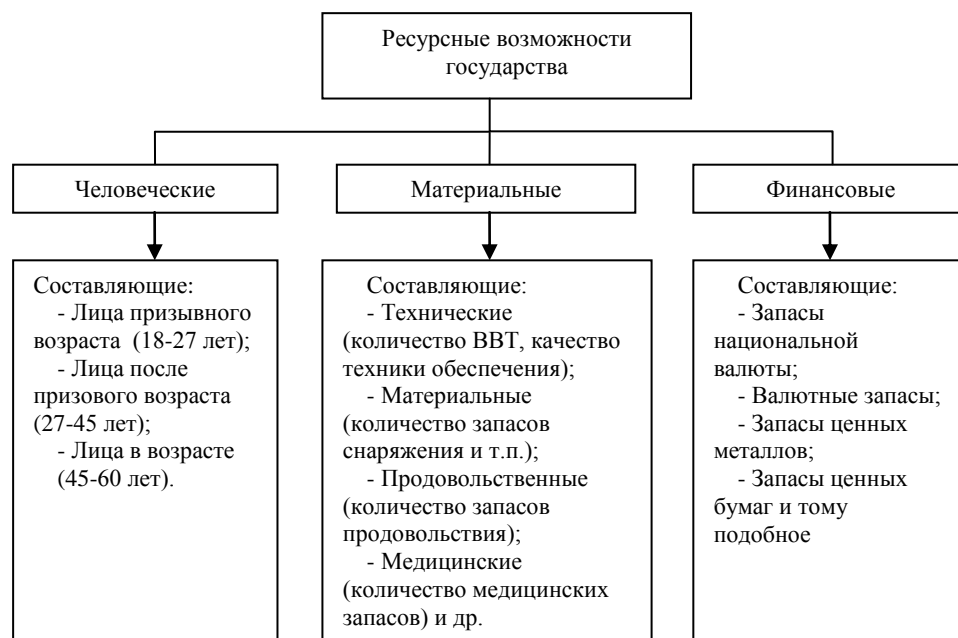 Ресурсные возможности
государства
Человеческие
Материальные
Финансовые
Составляющие:
- Лица призывного
возраста (18-27 лет);
- Лица после
призового возраста
(27-45 лет);
- Лица в возрасте
(45-60 лет).
Составляющие:
- Технические
(количество ВВТ, качество
техники обеспечения);
- Материальные
(количество запасов
снаряжения и т.п.);
- Продовольственные
(количество запасов
продовольствия);
- Медицинские
(количество медицинских
запасов) и др.
Составляющие:
- Запасы
национальной
валюты;
- Валютные запасы;
- Запасы ценных
металлов;
- Запасы ценных
бумаг и тому
подобное